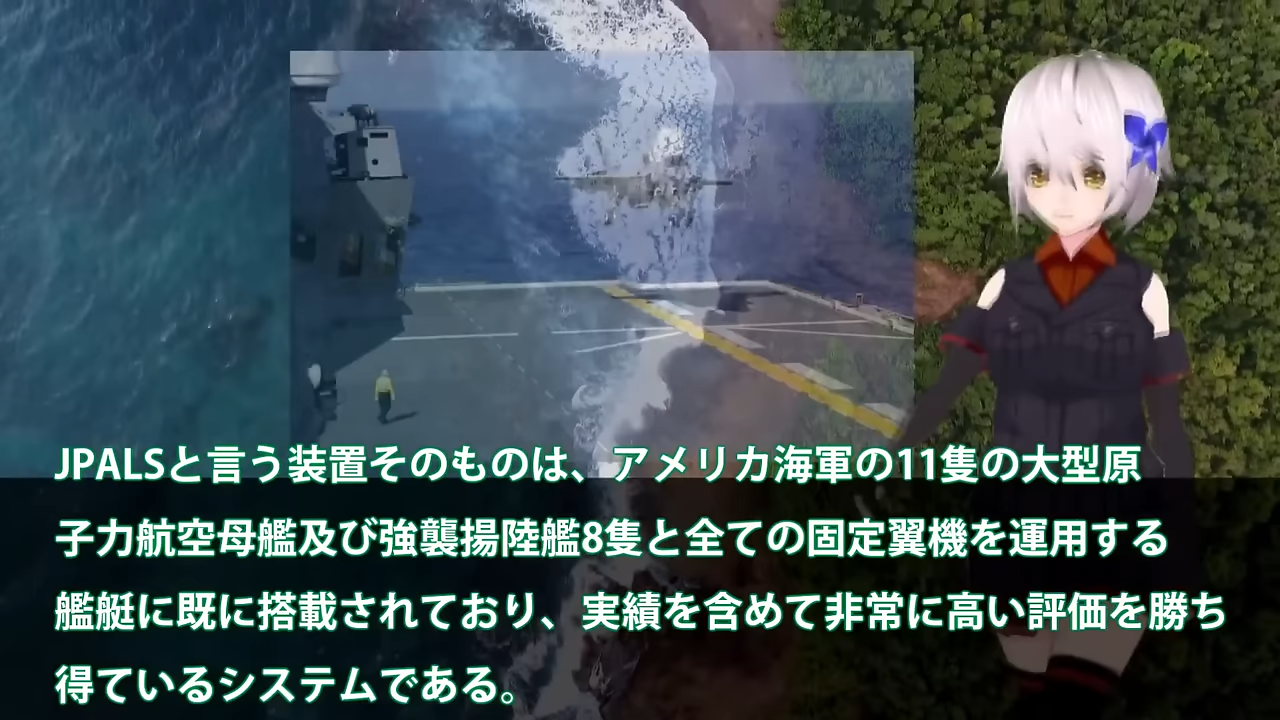 JPALSと言う装置そのものは、アメリカ海軍の11隻の大型原
子力航空母艦及び強襲揚陸艦8隻と全ての固定翼機を運用する
艦艇に既に搭載されており、実績を含めて非常に高い評価を勝ち
得ているシステムである。